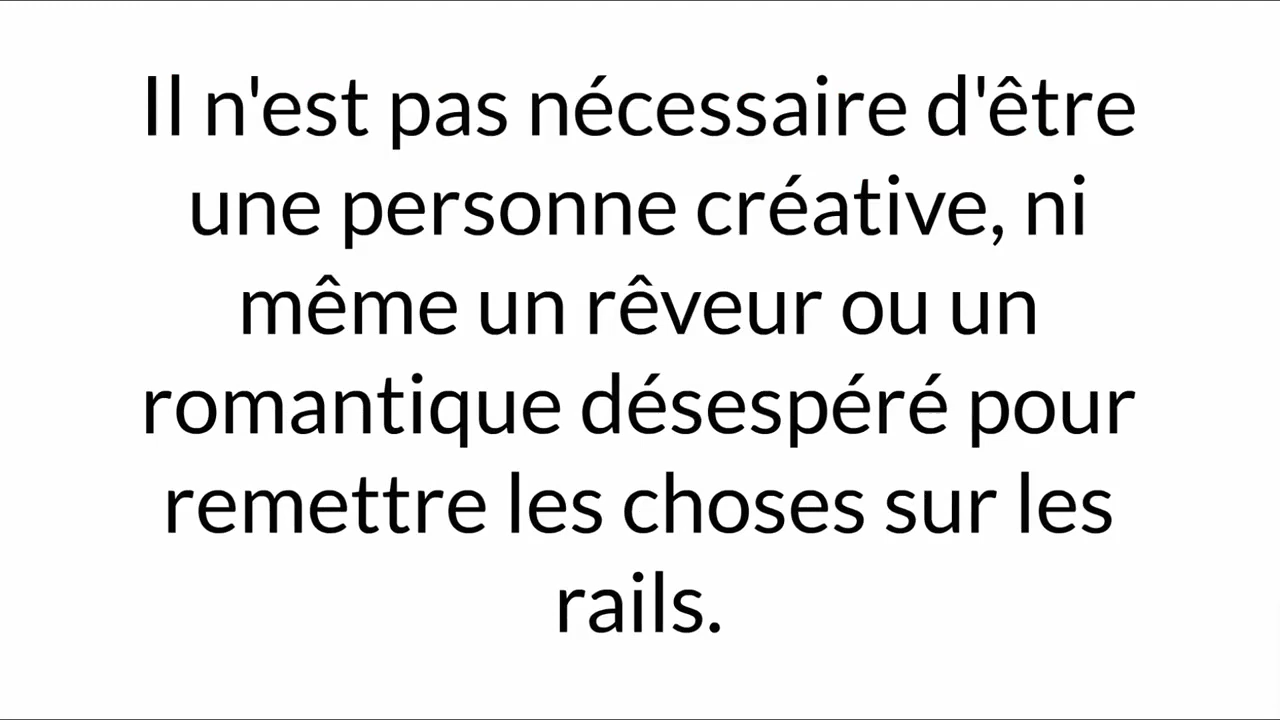 Il n'est pas nécessaire d'être
une personne créative, ni
même un rêveur ou un
romantique désespéré pour
remettre les choses sur les
rails.